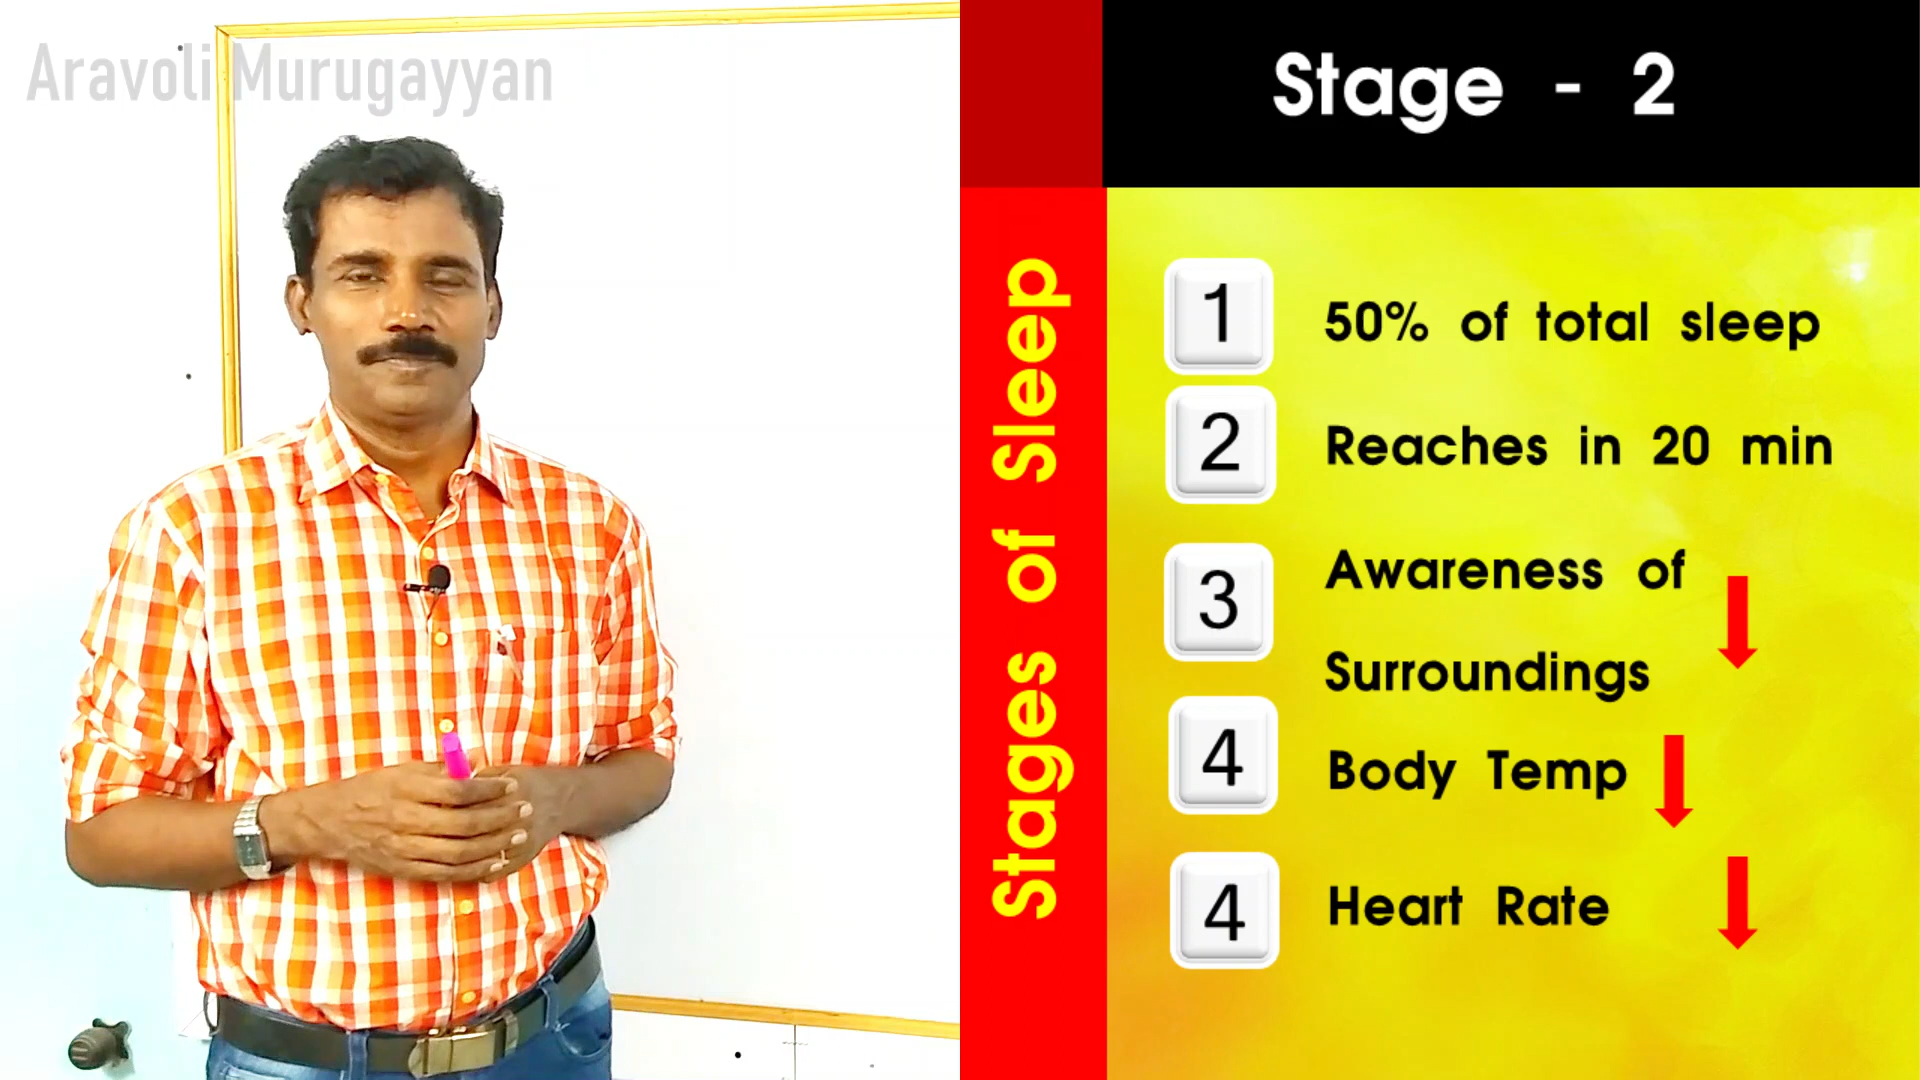 Aravoli Murugayyan
Stage - 2
Stages of Sleep
1 50% of total sleep
2 Reaches in 20 min
3 Awareness of
Surroundings
4 Body Temp
4 Heart Rate